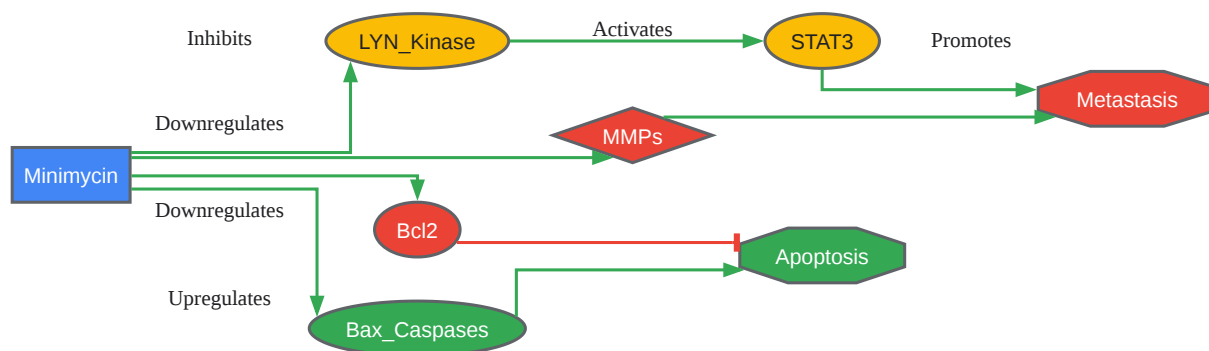 Inhibits
LYN_Kinase
Activates
STAT3
Promotes
Metastasis
Downregulates
MMPs
Minimycin
Downregulates
Bcl2
Apoptosis
Upregulates
Bax_Caspases